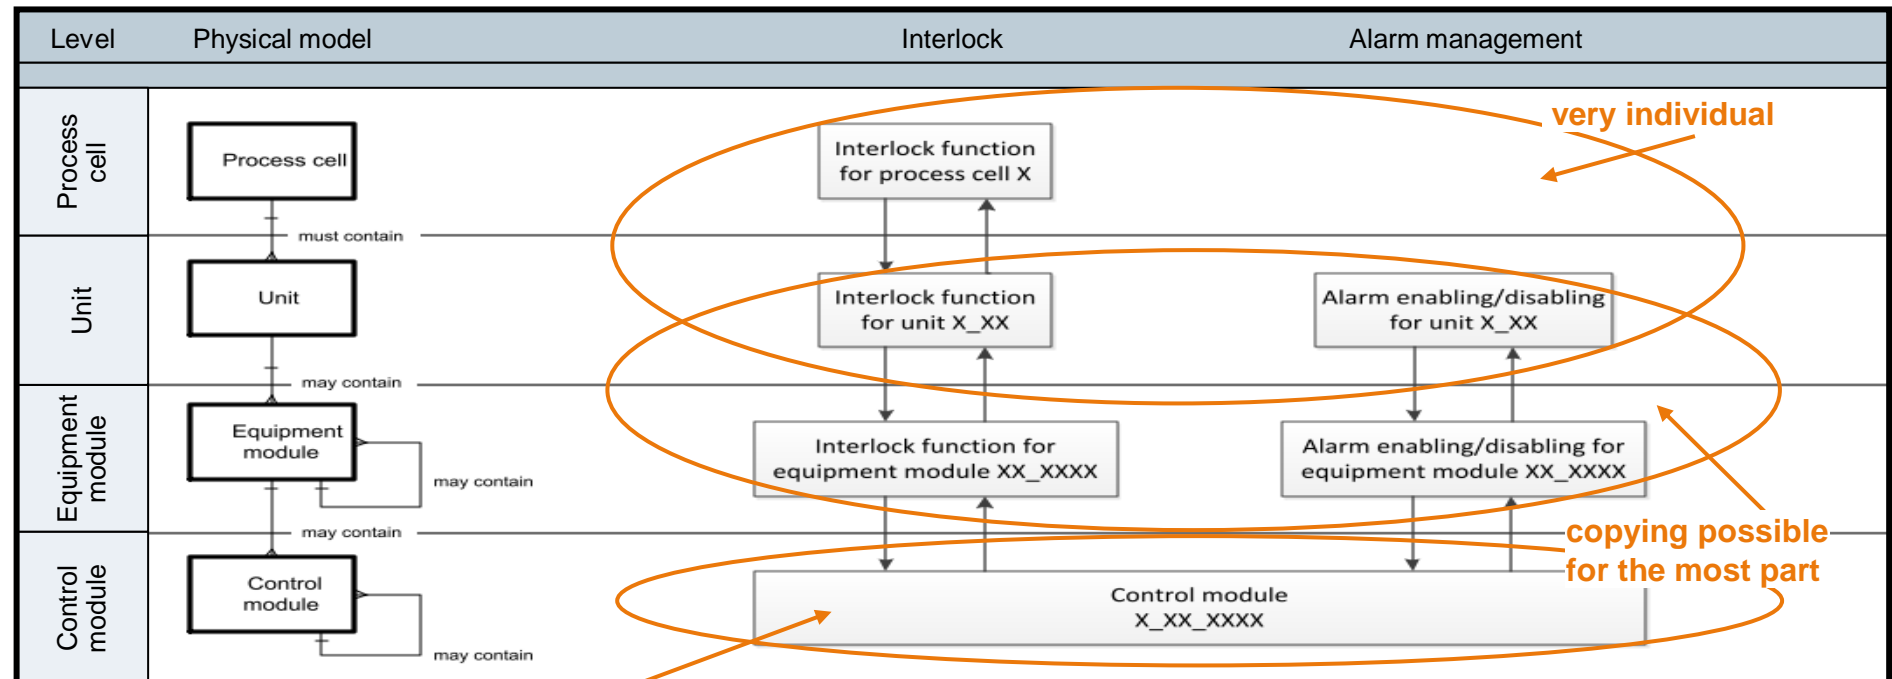 Level Physical model Interlock Alarm management
Process
cell
Process cell
Interlock function
for process cell X
very individual
must contain
Unit
Unit
Interlock function
for unit X_XX
Alarm enabling/disabling
for unit X_XX
may contain
Equipment
module
Equipment
module
may contain
Interlock function for
equipment module XX_XXXX
Alarm enabling/disabling for
equipment module XX_XXXX
may contain
copying possible
for the most part
Control
module
Control
module
may contain
Control module
X_XX_XXXX